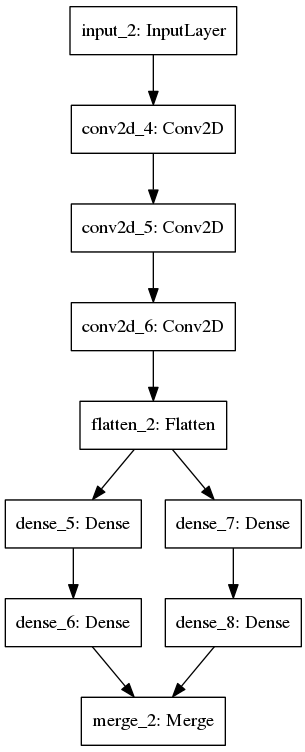 input_2: InputLayer
conv2d_4: Conv2D
conv2d_5: Conv2D
conv2d_6: Conv2D
flatten_2: Flatten
dense_5: Dense
dense_7: Dense
dense_6: Dense
dense_8: Dense
merge_2: Merge